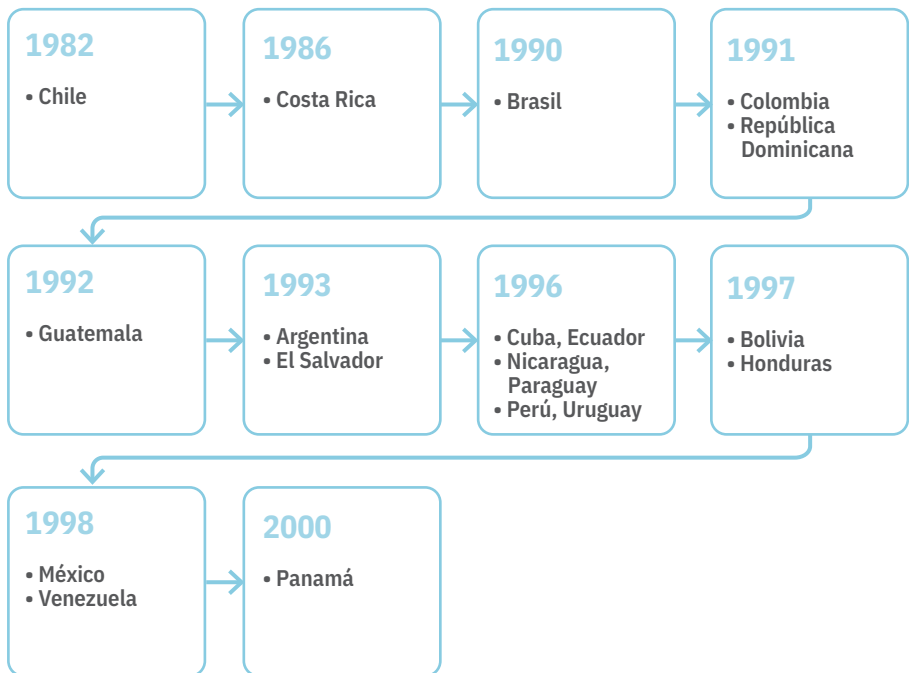 1982
• Chile
1986
• Costa Rica
1990
• Brasil
1991
• Colombia
• República
Dominicana
1992
• Guatemala
1993
• Argentina
• El Salvador
1996
• Cuba, Ecuador
• Nicaragua,
Paraguay
• Perú, Uruguay
1997
• Bolivia
• Honduras
1998
• México
• Venezuela
2000
• Panamá